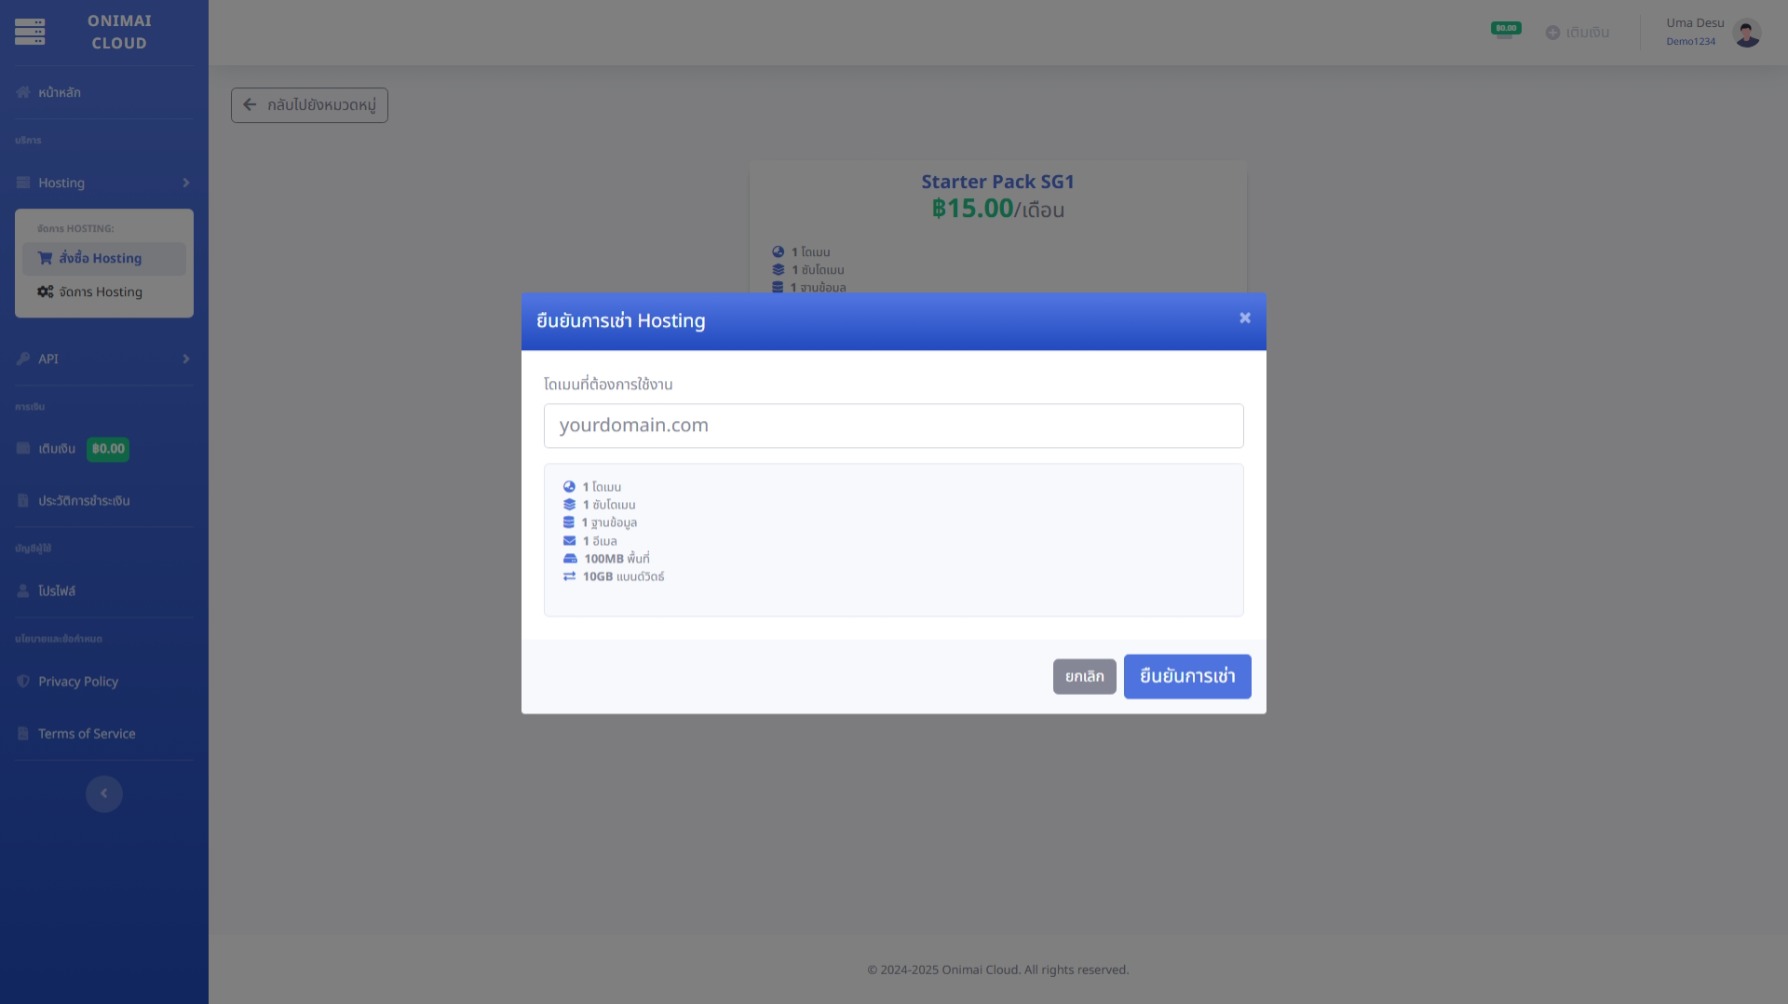 ONIMAI
CLOUD
฿0.00
เติมเงิน
Uma Desu
Demo1234
หน้าหลัก
บริการ
Hosting
จัดการ HOSTING:
สั่งซื้อ Hosting
จัดการ Hosting
API
การเงิน
เติมเงิน ฿0.00
ประวัติการชำระเงิน
บัญชีผู้ใช้
โปรไฟล์
นโยบายและข้อกำหนด
Privacy Policy
Terms of Service
กลับไปยังหมวดหมู่
Starter Pack SG1
฿15.00/เดือน
1 โดเมน
1 ซับโดเมน
1 ฐานข้อมูล
ยืนยันการเช่า Hosting
×
โดเมนที่ต้องการใช้งาน
yourdomain.com
1 โดเมน
1 ซับโดเมน
1 ฐานข้อมูล
1 อีเมล
100MB พื้นที่
10GB แบนด์วิดธ์
ยกเลิก
ยืนยันการเช่า
© 2024-2025 Onimai Cloud. All rights reserved.